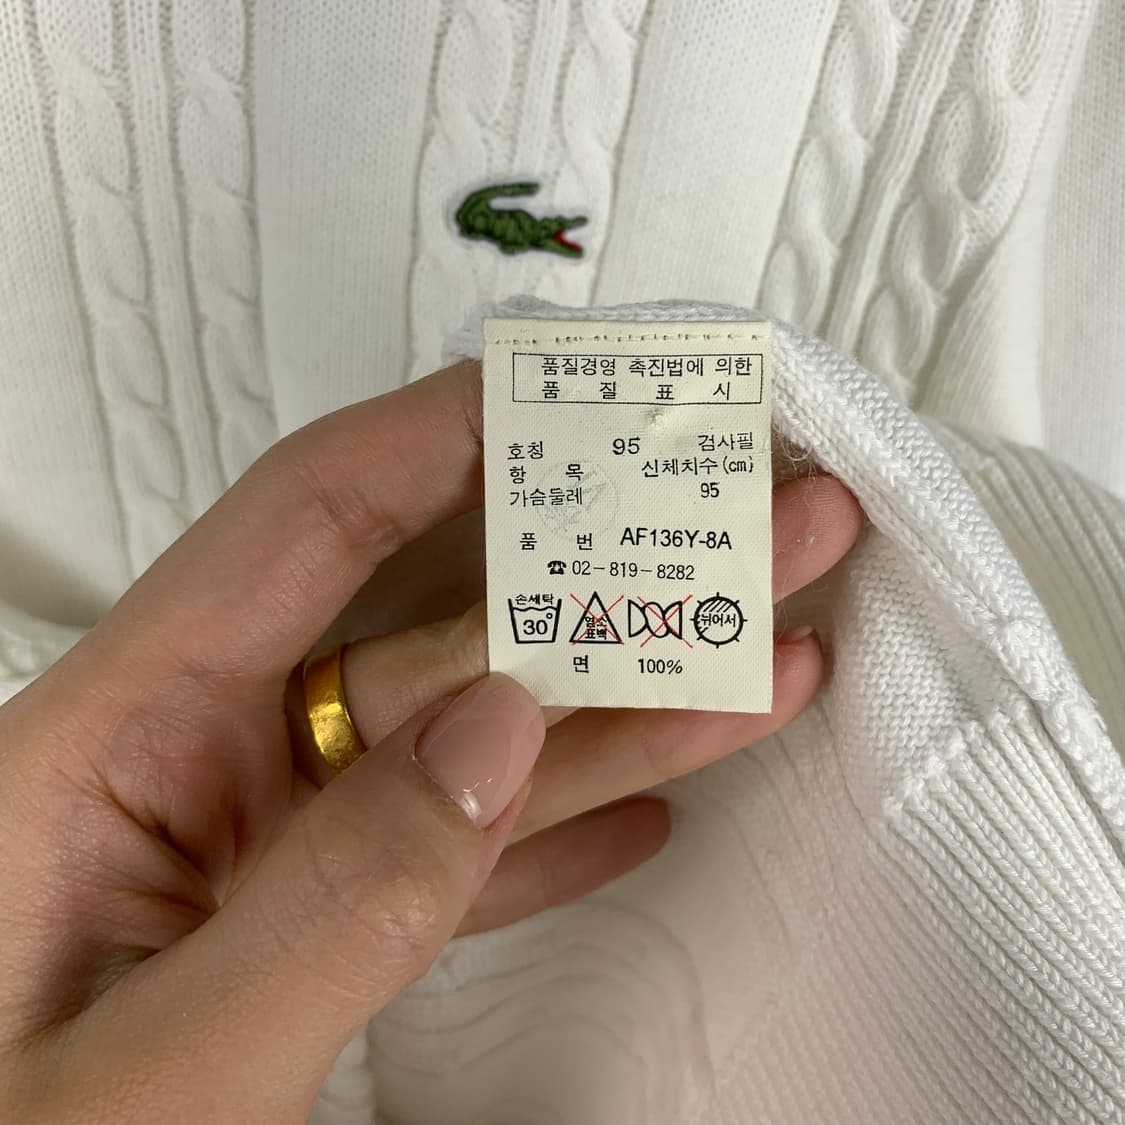 품질경영 촉진법에 의한
품 질 표 시
호칭 95 검사필
항 목 신체치수(cm)
가슴둘레 95
품 번 AF136Y-8A
☎ 02-819-8282
손세탁 30° 염소표백 뉘어서
면 100%